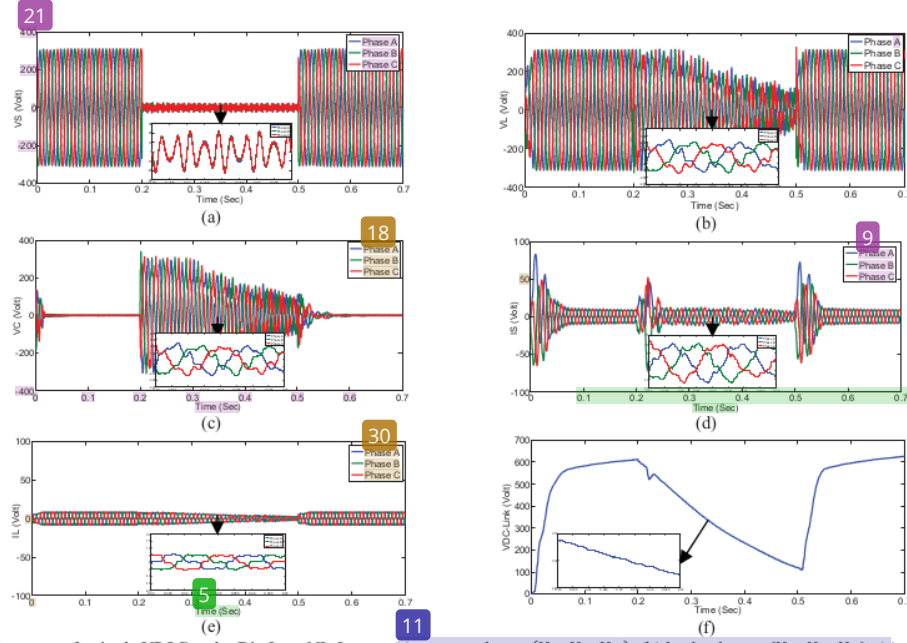 21
400
200
0
-200
-400
VS (Volt)
Phase A
Phase B
Phase C
0 0.1 0.2 0.3 0.4 0.5 0.6 0.7
Time (Sec)
(a)
400
200
0
-200
-400
VL (Volt)
Phase A
Phase B
Phase C
0 0.1 0.2 0.3 0.4 0.5 0.6 0.
Time (Sec)
(b)
18
400
200
0
-200
-400
VC (Volt)
Phase A
Phase B
Phase C
0 0.1 0.2 0.3 0.4 0.5 0.6 0.7
Time (Sec)
(c)
9
100
50
0
-50
-100
IS (Volt)
Phase A
Phase B
Phase C
0 0.1 0.2 0.3 0.4 0.5 0.6 0.7
Time (Sec)
(d)
30
100
50
0
-50
-100
IL (Volt)
Phase A
Phase B
Phase C
0 0.1 0.2 0.3 0.4 0.5 0.6 0.7
5
Time (Sec)
(e)
700
600
500
400
300
200
100
0
VDC-Link (Volt)
0 0.1 0.2 0.3 0.4 0.5 0.6 0.7
Time (Sec)
(f)
11